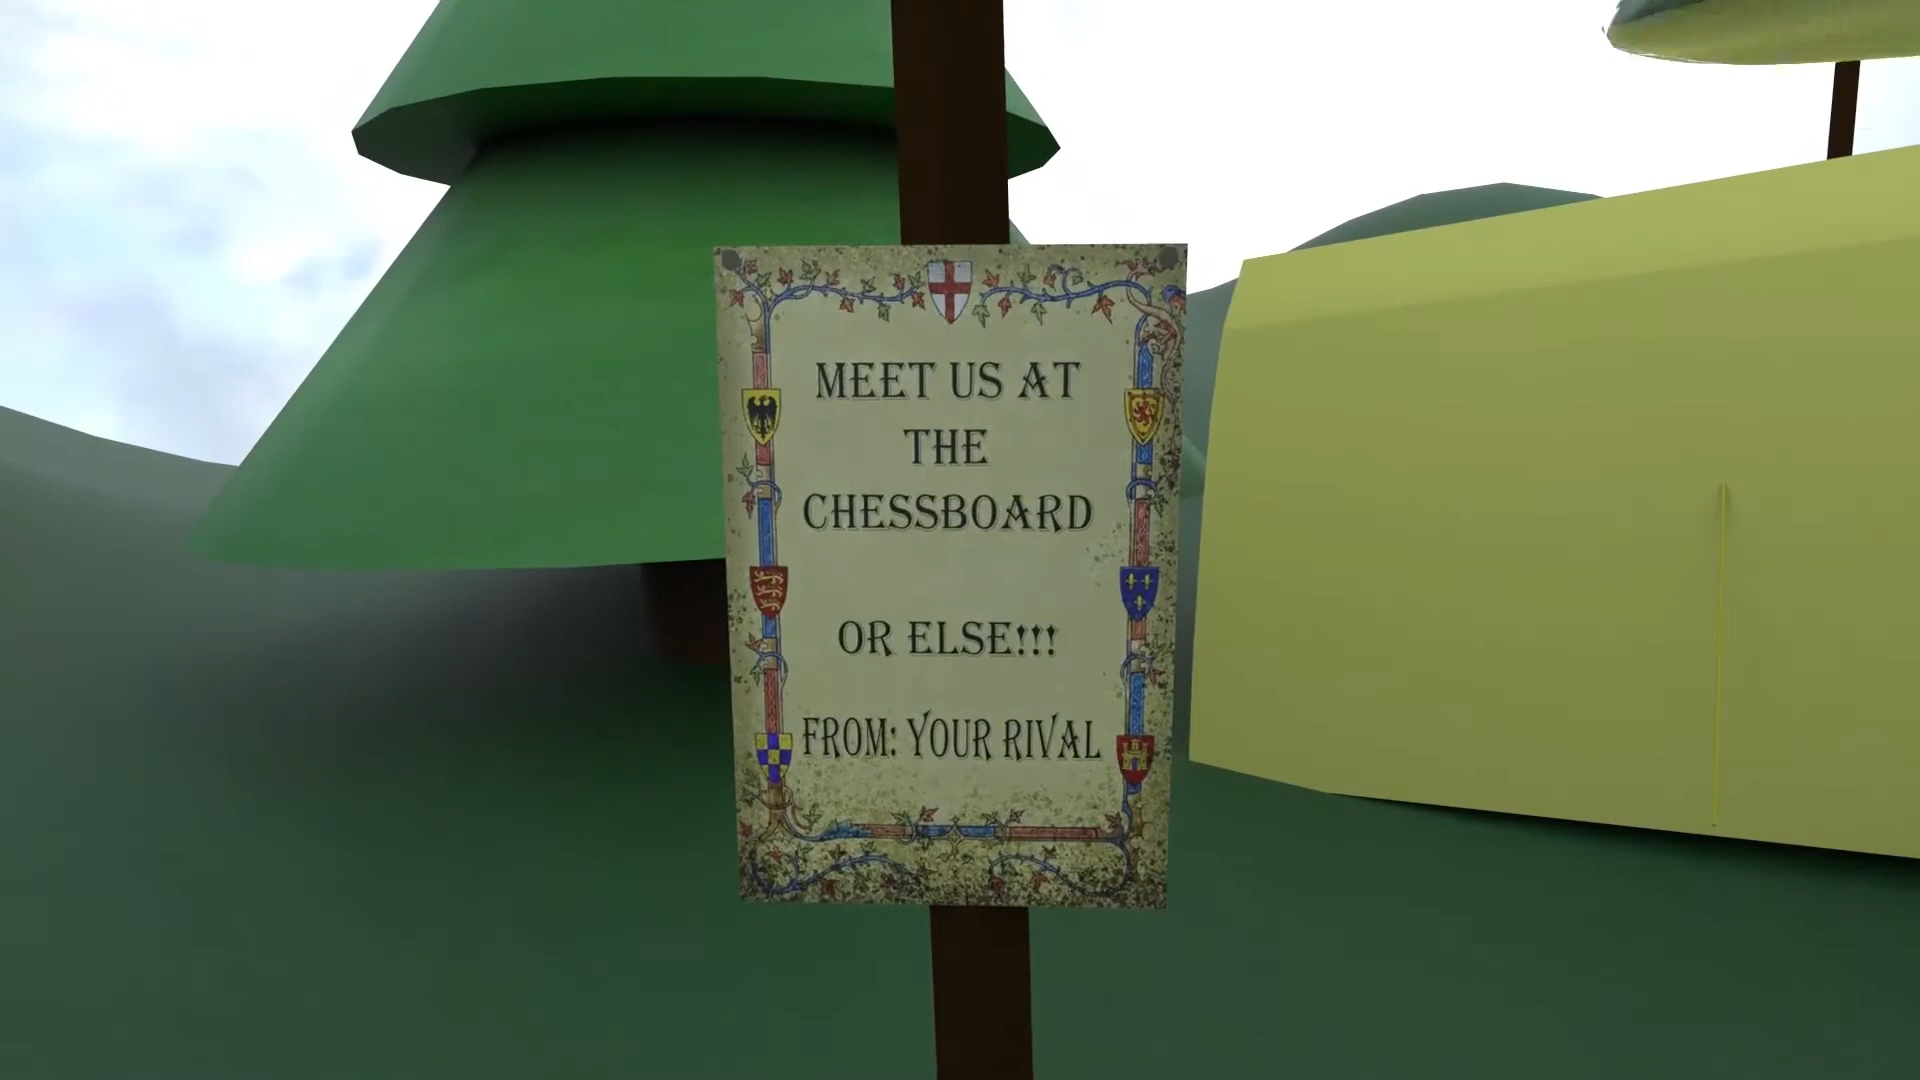 MEET US AT
THE
CHESSBOARD
OR ELSE!!!
FROM: YOUR RIVAL